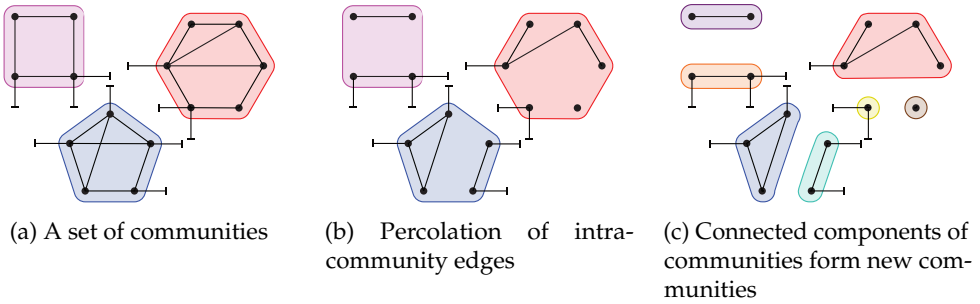 (a) A set of communities
(b) Percolation of intra-
community edges
(c) Connected components of
communities form new com-
munities